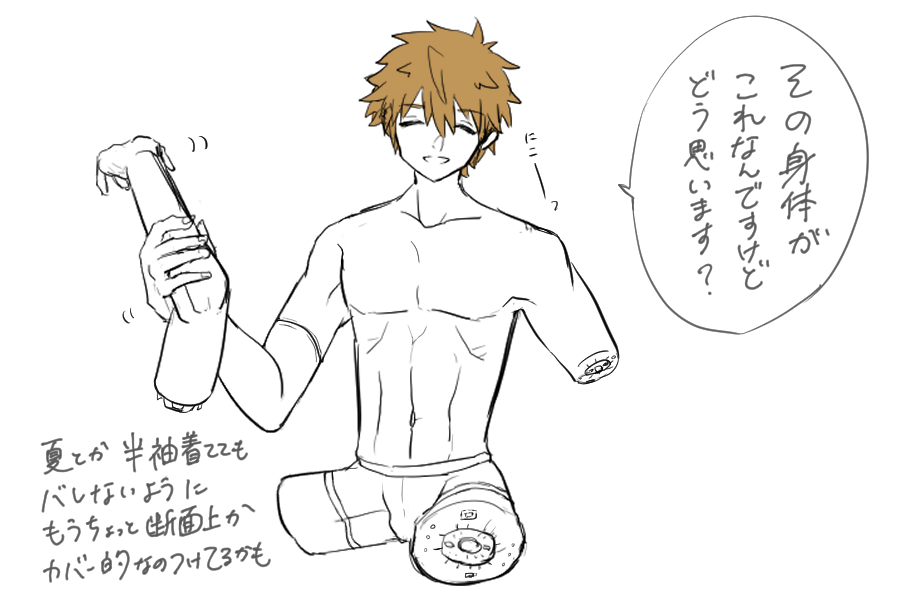 その身体が
これなんですけど
どう思います？
にこーっ
夏とか 半袖着てても
バレないように
もうちょっと断面上か
カバー的なのつけてるかも